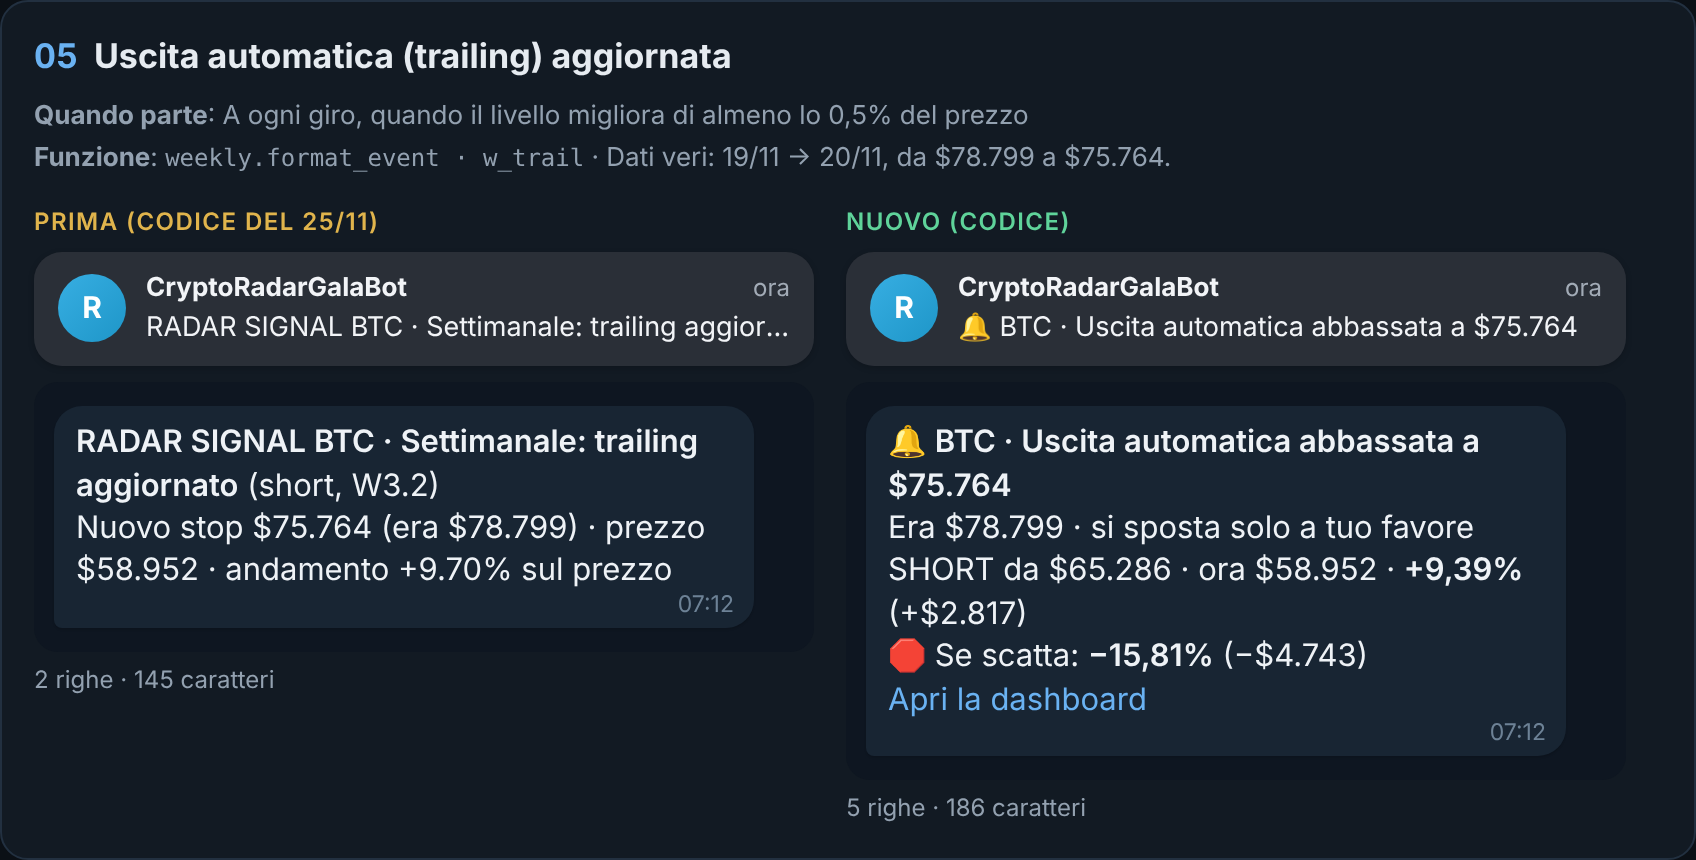 05 Uscita automatica (trailing) aggiornata
Quando parte: A ogni giro, quando il livello migliora di almeno lo 0,5% del prezzo
Funzione: weekly.format_event · w_trail · Dati veri: 19/11 → 20/11, da $78.799 a $75.764.
PRIMA (CODICE DEL 25/11)
R
CryptoRadarGalaBot
ora
RADAR SIGNAL BTC · Settimanale: trailing aggior...
RADAR SIGNAL BTC · Settimanale: trailing
aggiornato (short, W3.2)
Nuovo stop $75.764 (era $78.799) · prezzo
$58.952 · andamento +9.70% sul prezzo
07:12
2 righe · 145 caratteri
NUOVO (CODICE)
R
CryptoRadarGalaBot
ora
🔔 BTC · Uscita automatica abbassata a $75.764
🔔 BTC · Uscita automatica abbassata a
$75.764
Era $78.799 · si sposta solo a tuo favore
SHORT da $65.286 · ora $58.952 · +9,39%
(+$2.817)
🛑 Se scatta: −15,81% (−$4.743)
Apri la dashboard
07:12
5 righe · 186 caratteri